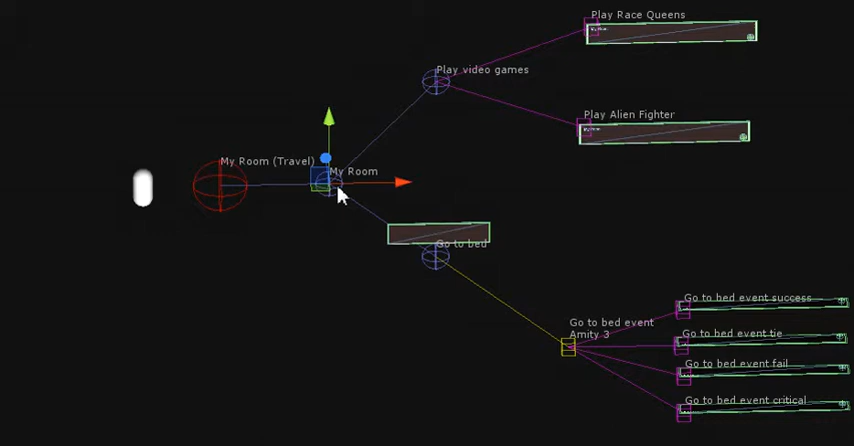 Play Race Queens
Play video games
Play Alien Fighter
My Room (Travel)
My Room
Go to bed
Go to bed event success
Go to bed event
Amity 3
Go to bed event tie
Go to bed event fail
Go to bed event critical